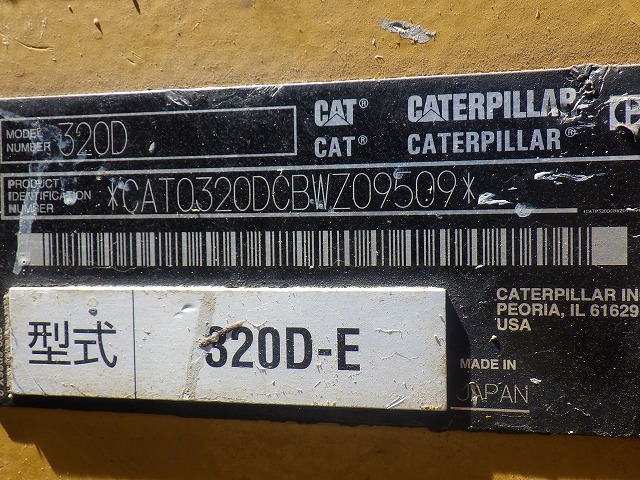 MODEL NUMBER 320D
CAT® CATERPILLAR
CAT® CATERPILLAR®
PRODUCT IDENTIFICATION NUMBER *CAT0320DCBWZ09509*
型式 320D-E
CATERPILLAR IN
PEORIA, IL 61629
USA
MADE IN
JAPAN